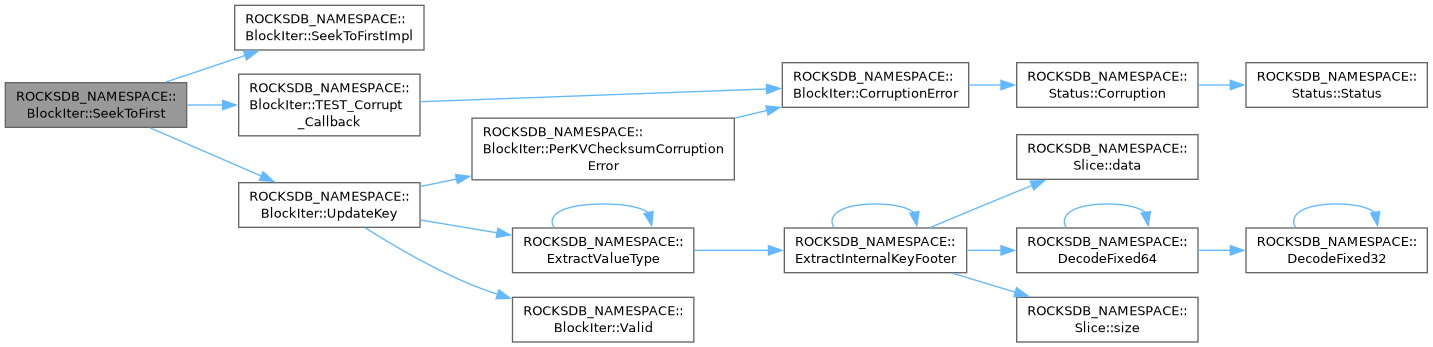 ROCKSDB_NAMESPACE::
BlockIter::SeekToFirst
ROCKSDB_NAMESPACE::
BlockIter::SeekToFirstImpl
ROCKSDB_NAMESPACE::
BlockIter::TEST_Corrupt
_Callback
ROCKSDB_NAMESPACE::
BlockIter::UpdateKey
ROCKSDB_NAMESPACE::
BlockIter::PerKVChecksumCorruption
Error
ROCKSDB_NAMESPACE::
ExtractValueType
ROCKSDB_NAMESPACE::
BlockIter::Valid
ROCKSDB_NAMESPACE::
BlockIter::CorruptionError
ROCKSDB_NAMESPACE::
ExtractInternalKeyFooter
ROCKSDB_NAMESPACE::
Status::Corruption
ROCKSDB_NAMESPACE::
Status::Status
ROCKSDB_NAMESPACE::
Slice::data
ROCKSDB_NAMESPACE::
DecodeFixed64
ROCKSDB_NAMESPACE::
DecodeFixed32
ROCKSDB_NAMESPACE::
Slice::size